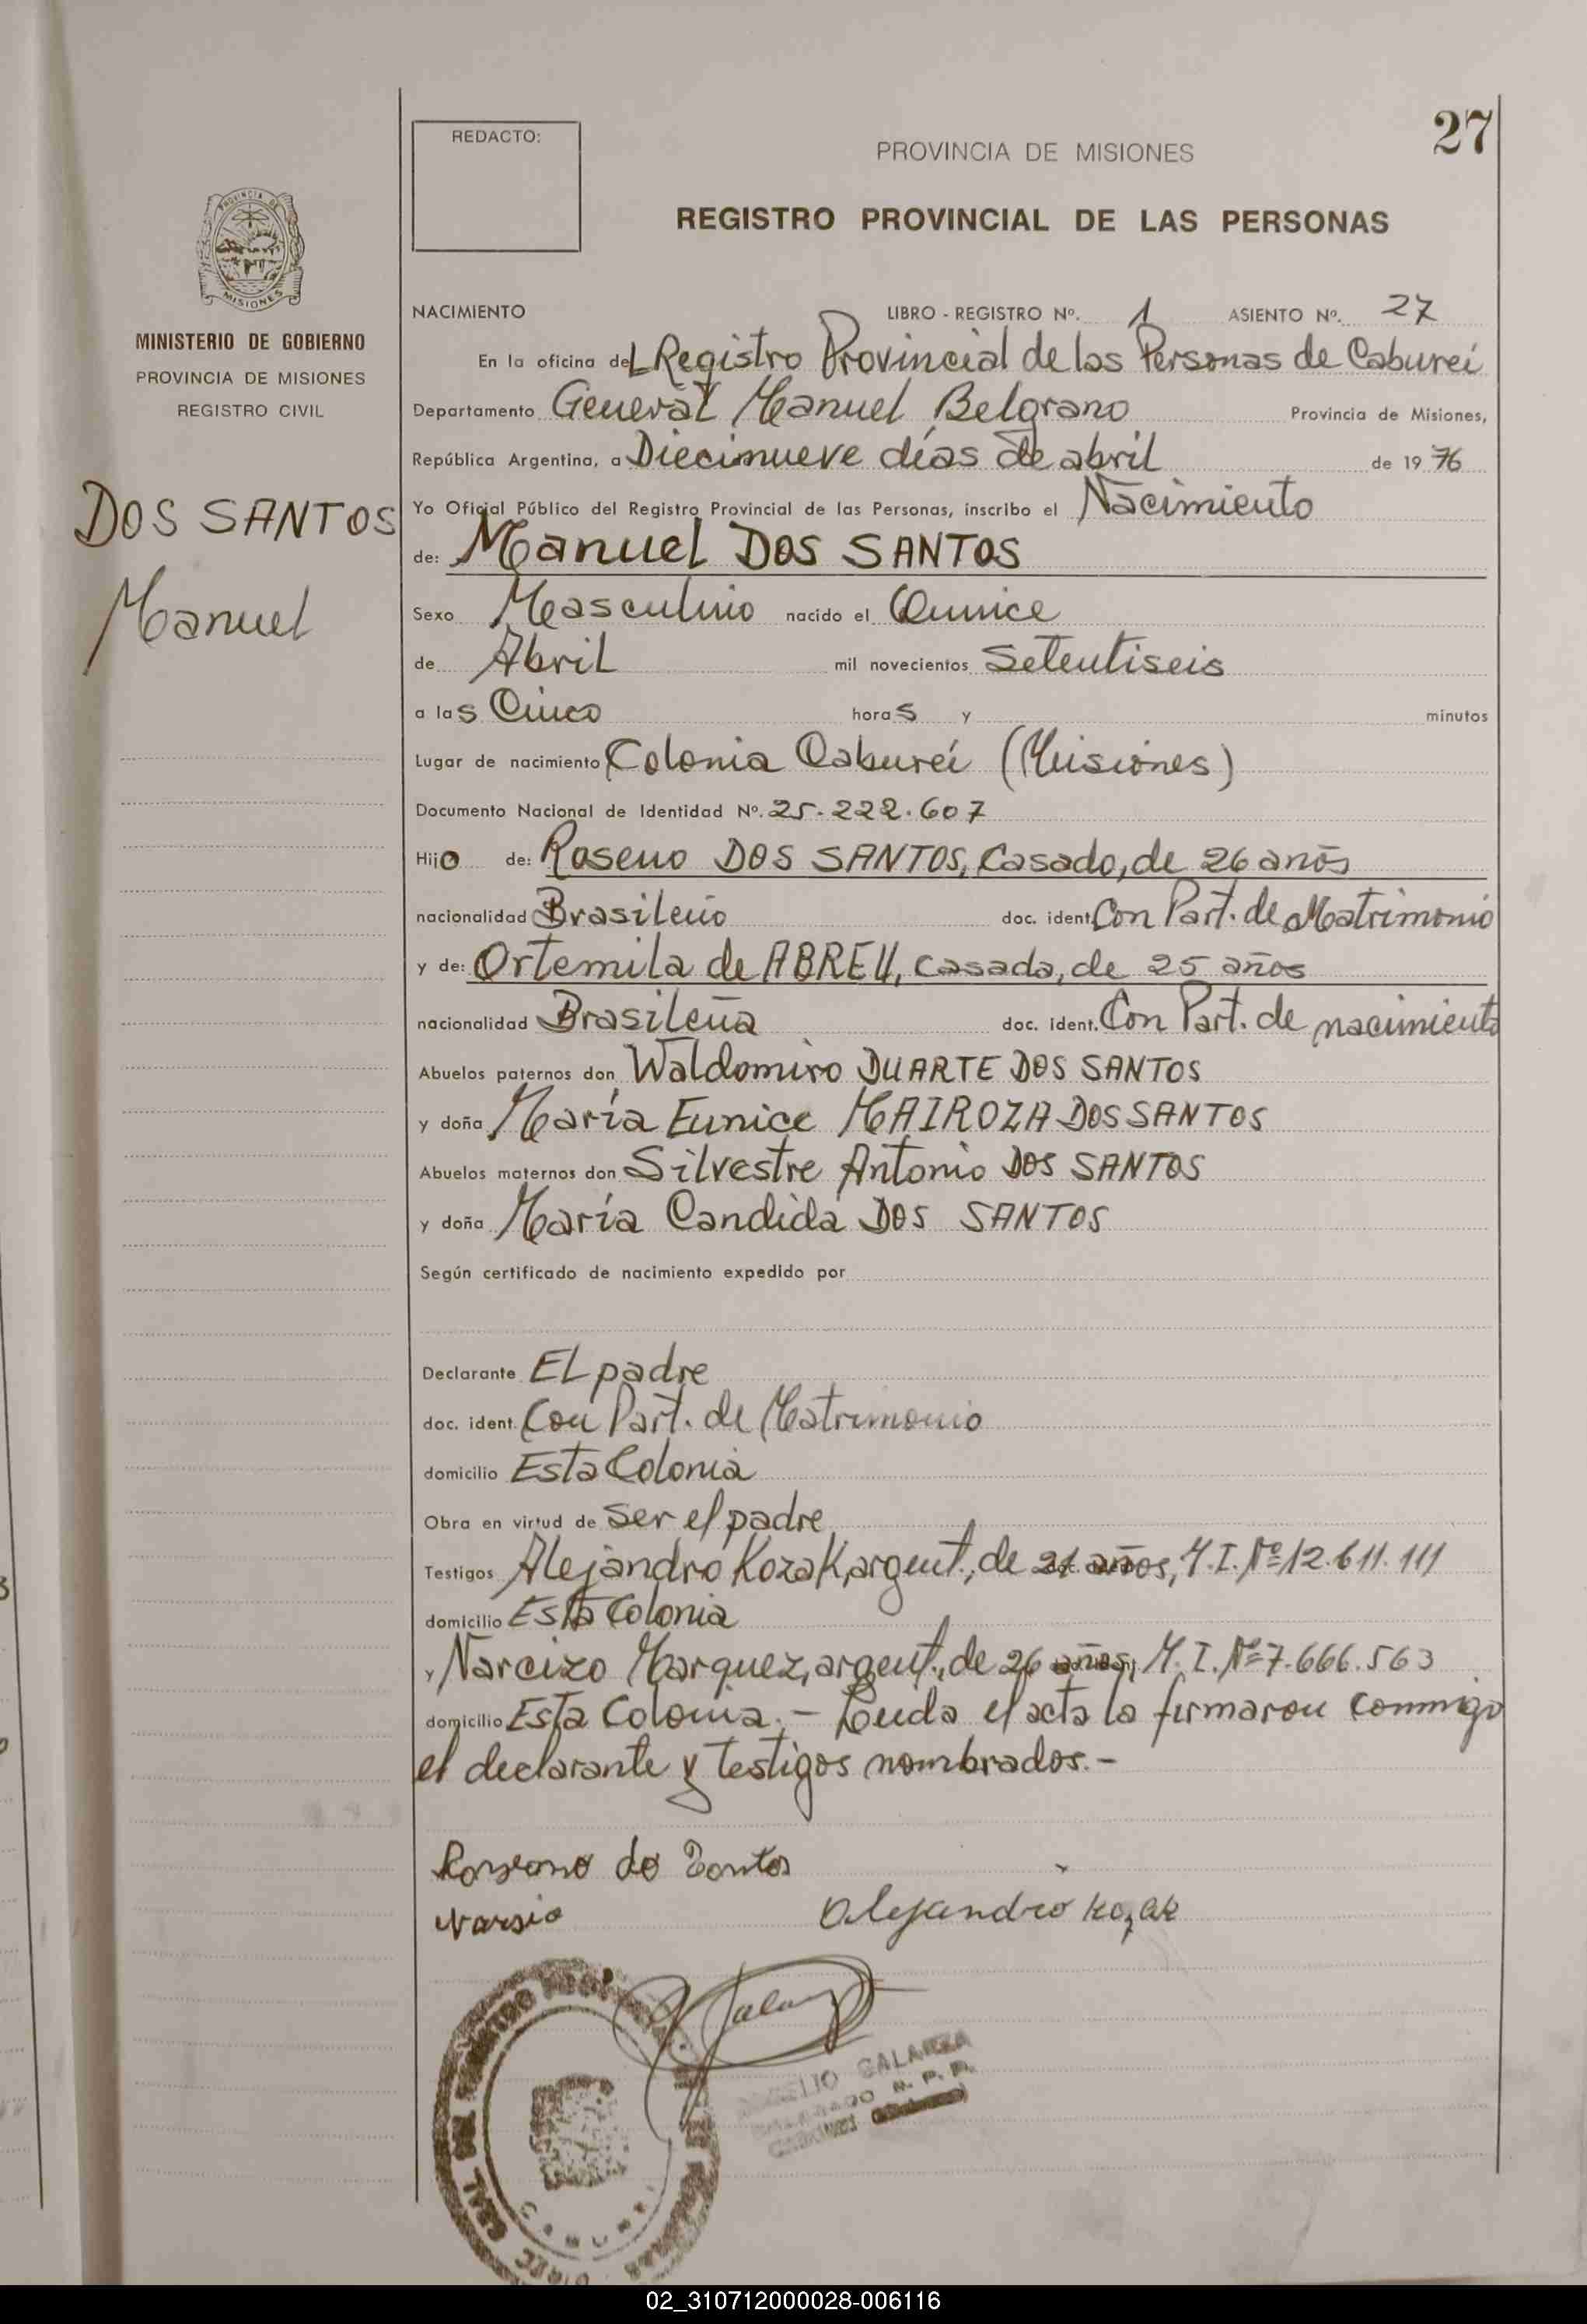 27
REDACTO:
PROVINCIA DE MISIONES
REGISTRO PROVINCIAL DE LAS PERSONAS
PROVINCIA DE
MISIONES
MINISTERIO DE GOBIERNO
PROVINCIA DE MISIONES
REGISTRO CIVIL
DOS SANTOS
Manuel
NACIMIENTO LIBRO - REGISTRO Nº. 1 ASIENTO Nº. 27
En la oficina del Registro Provincial de las Personas de Caburei
Departamento General Manuel Belgrano Provincia de Misiones,
República Argentina, a Diecinueve días de abril de 1976
Yo Oficial Público del Registro Provincial de las Personas, inscribo el Nacimiento
de: Manuel DOS SANTOS
Sexo Masculino nacido el Quince
de Abril mil novecientos Setentiseis
a las Cinco horas y minutos
Lugar de nacimiento Colonia Caburei (Misiones)
Documento Nacional de Identidad Nº. 25.222.607
Hijo de: Roseno DOS SANTOS, Casado, de 26 años
nacionalidad Brasileño doc. ident. Con Part. de Matrimonio
y de: Ortemila de ABREU, casada, de 25 años
nacionalidad Brasileña doc. ident. Con Part. de nacimiento
Abuelos paternos don Waldomiro DUARTE DOS SANTOS
y doña María Eunice MAIROZA DOS SANTOS
Abuelos maternos don Silvestre Antonio DOS SANTOS
y doña María Candida DOS SANTOS
Según certificado de nacimiento expedido por
Declarante El padre
doc. ident. Con Part. de Matrimonio
domicilio Esta Colonia
Obra en virtud de ser el padre
Testigos Alejandro Kozak, argent., de 21 años, M.I. Nº 12.611.111
domicilio Esta Colonia
y Narcizo Marquez, argent., de 26 años, M.I. Nº 7.666.563
domicilio Esta Colonia.- Leida el acta la firmaron conmigo
el declarante y testigos nombrados.-
do Santos
Narsio Alejandro Kozak
GALARZA
R. P. P.
02_310712000028-006116